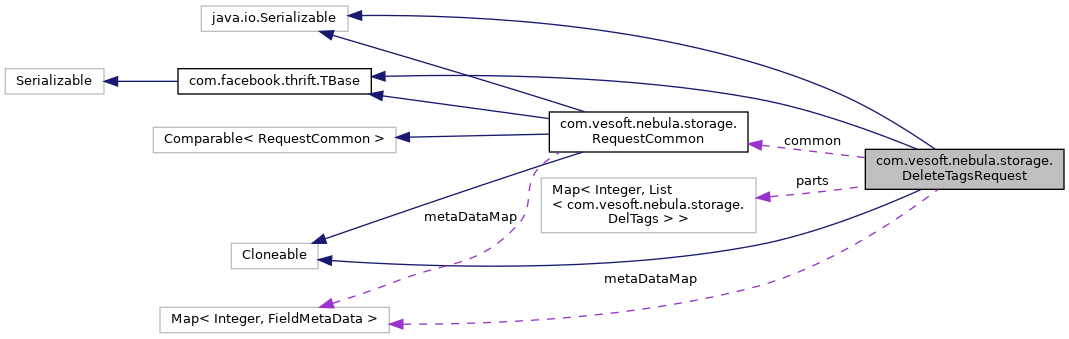 java.io.Serializable
Serializable
com.facebook.thrift.TBase
com.vesoft.nebula.storage.
RequestCommon
Comparable< RequestCommon >
common
com.vesoft.nebula.storage.
DeleteTagsRequest
parts
Map< Integer, List
< com.vesoft.nebula.storage.
DelTags > >
metaDataMap
Cloneable
metaDataMap
Map< Integer, FieldMetaData >